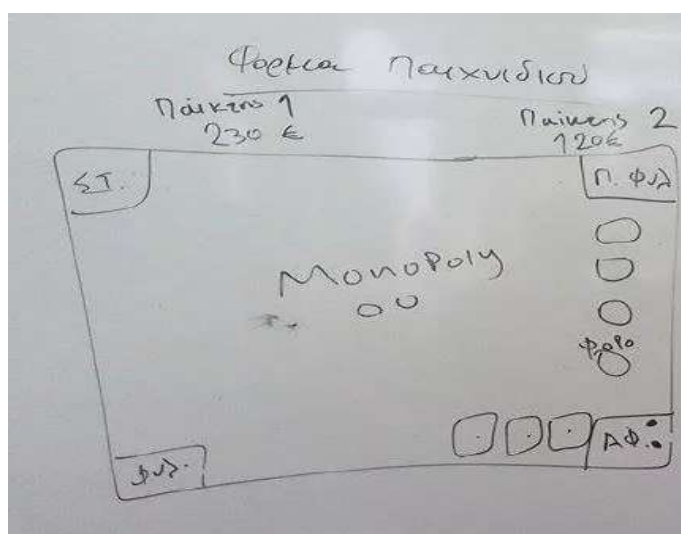 Φόρμα Παιχνιδιού
Παίκτης 1
230 €
Παίκτης 2
120€
ΣΤ.
Π. Φυλ
Monopoly
Φόρο
Φυλ.
ΑΦ.